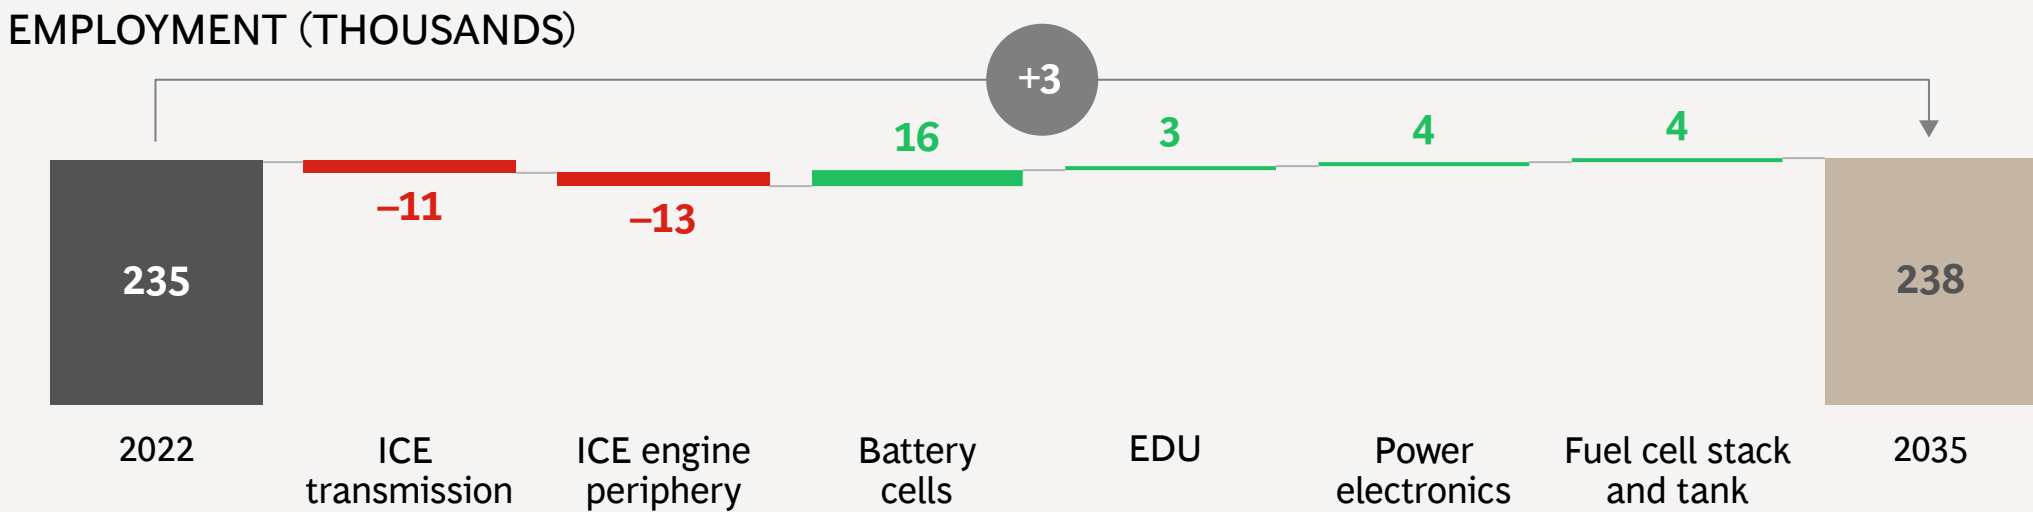 EMPLOYMENT (THOUSANDS)
+3
235
–11
–13
16
3
4
4
238
2022
ICE
transmission
ICE engine
periphery
Battery
cells
EDU
Power
electronics
Fuel cell stack
and tank
2035